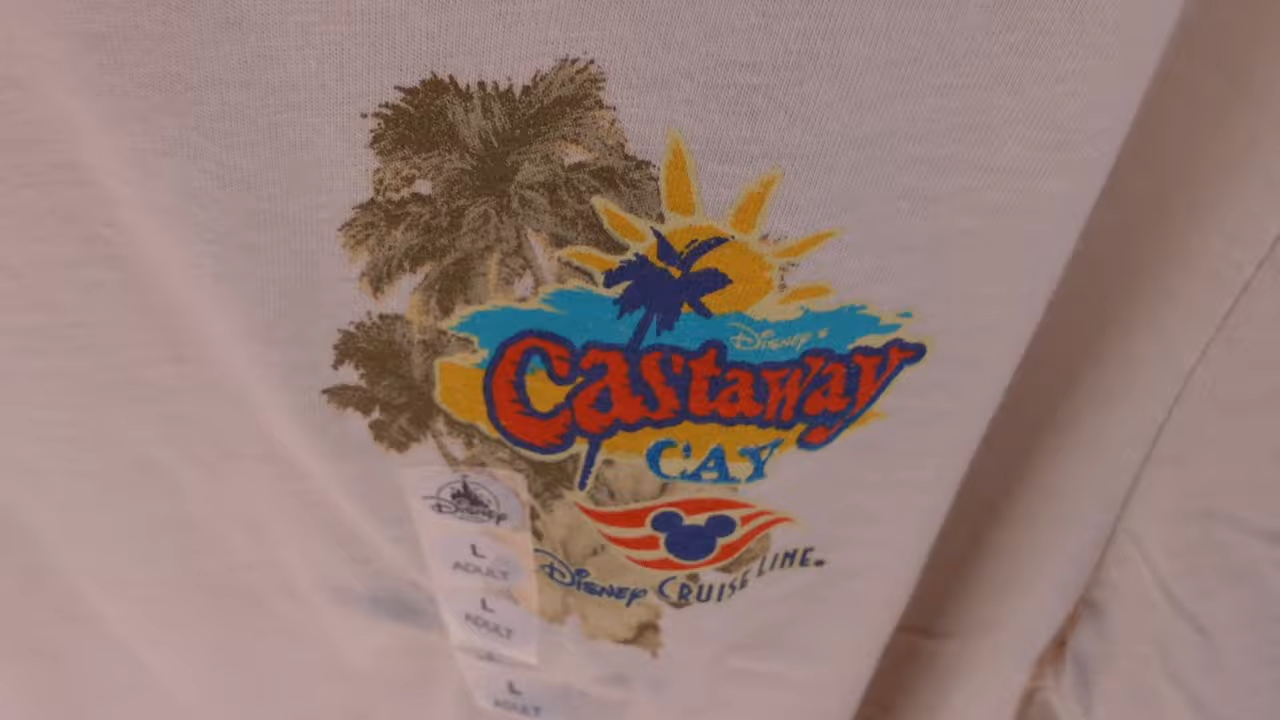 Disney's
Castaway
CAY
DISNEY CRUISE LINE.
Disney
L
ADULT
L
ADULT
L
ADULT